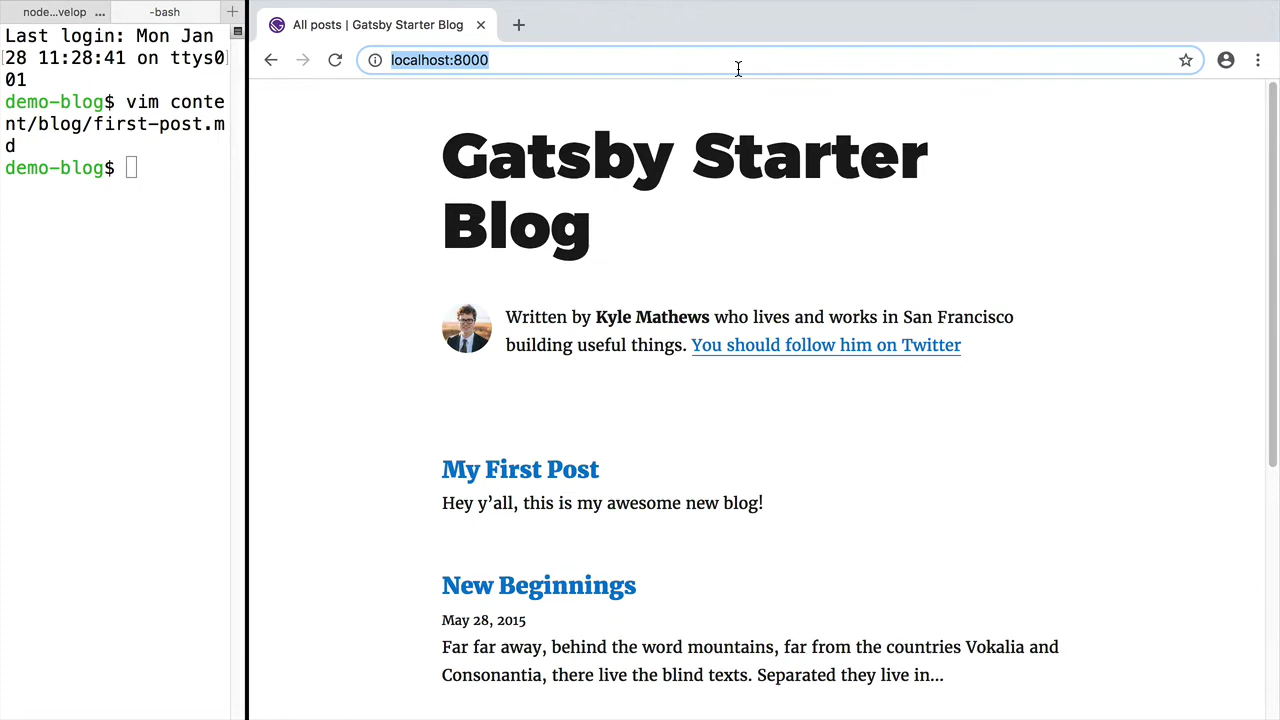 node...velop ...
-bash
Last login: Mon Jan
28 11:28:41 on ttys0
01
demo-blog$ vim conte
nt/blog/first-post.m
d
demo-blog$
All posts | Gatsby Starter Blog
localhost:8000
Gatsby Starter
Blog
Written by Kyle Mathews who lives and works in San Francisco
building useful things. You should follow him on Twitter
My First Post
Hey y’all, this is my awesome new blog!
New Beginnings
May 28, 2015
Far far away, behind the word mountains, far from the countries Vokalia and
Consonantia, there live the blind texts. Separated they live in…